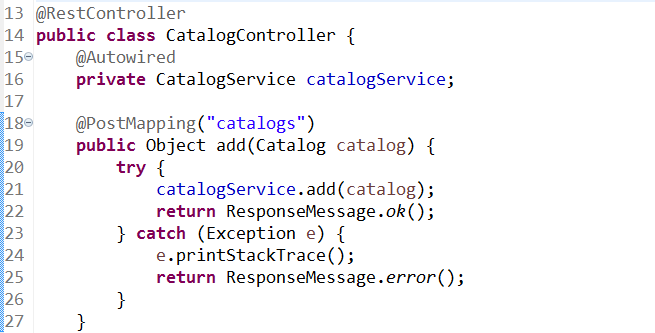 13 @RestController
14 public class CatalogController {
15 @Autowired
16 private CatalogService catalogService;
17
18 @PostMapping("catalogs")
19 public Object add(Catalog catalog) {
20 try {
21 catalogService.add(catalog);
22 return ResponseMessage.ok();
23 } catch (Exception e) {
24 e.printStackTrace();
25 return ResponseMessage.error();
26 }
27 }